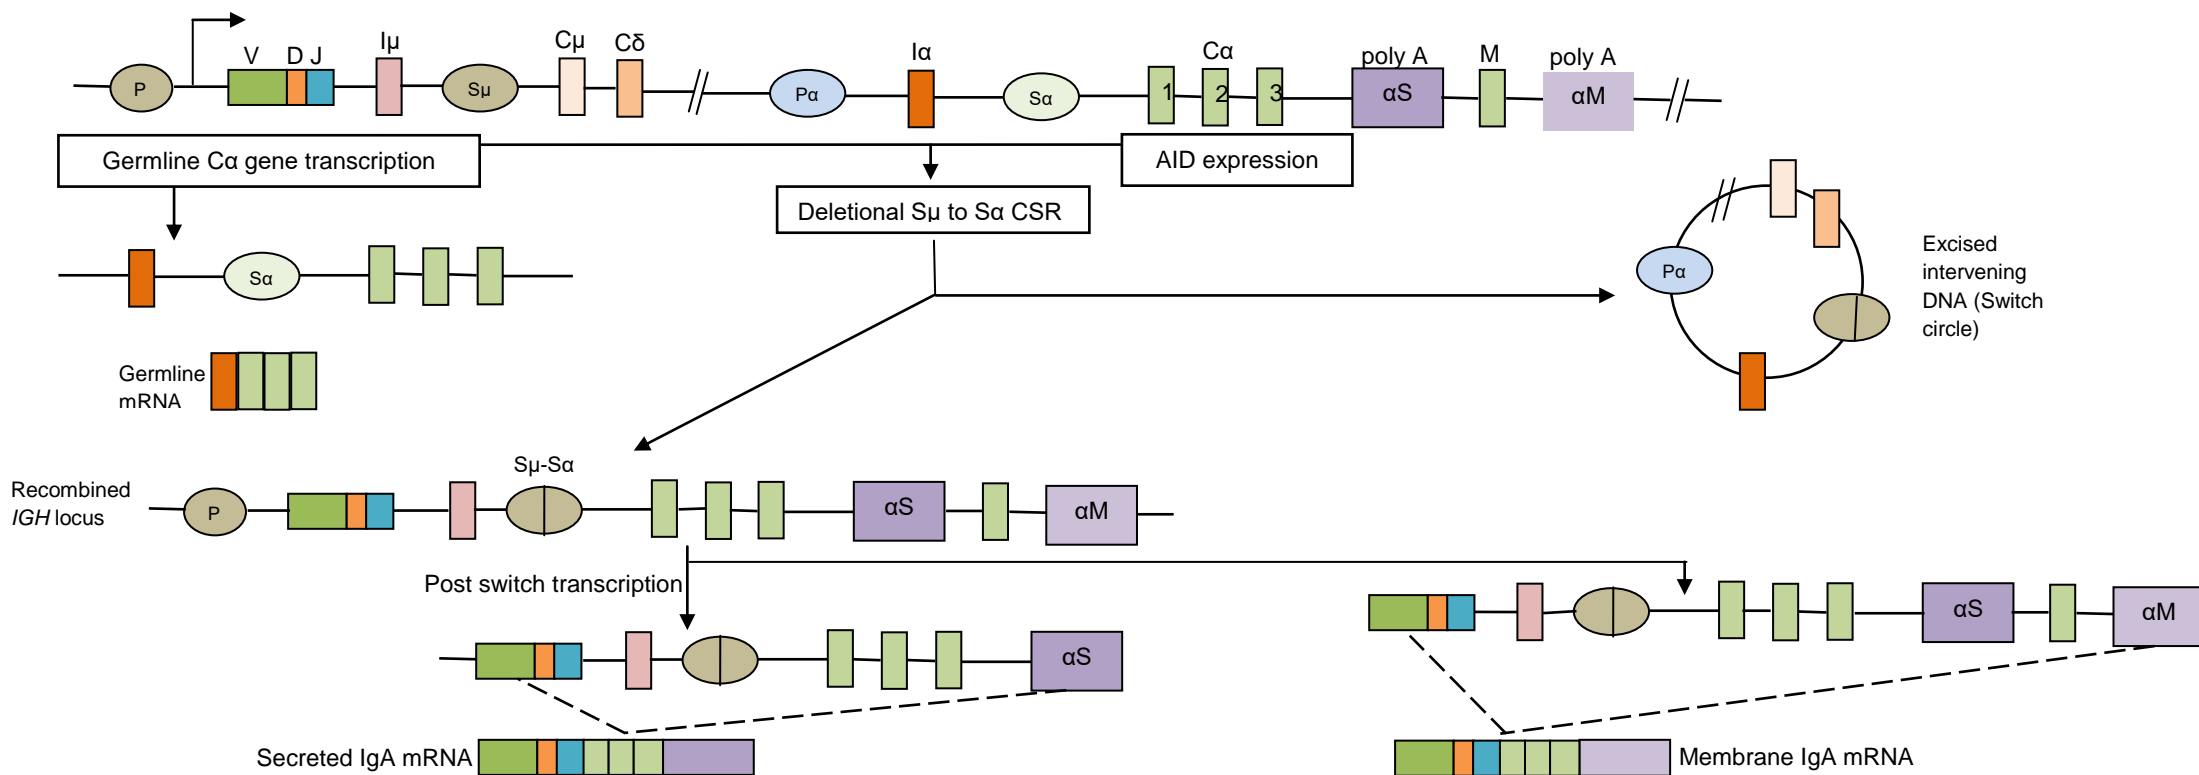 V D J Iμ Cμ Cδ Iα Cα poly A M poly A
P Sμ Pα Sα 1 2 3 αS αM
Germline Cα gene transcription
AID expression
Deletional Sμ to Sα CSR
Sα
Pα
Excised
intervening
DNA (Switch
circle)
Germline
mRNA
Sμ-Sα
Recombined
IGH locus
P αS αM
Post switch transcription
αS αM
αS
Secreted IgA mRNA
Membrane IgA mRNA